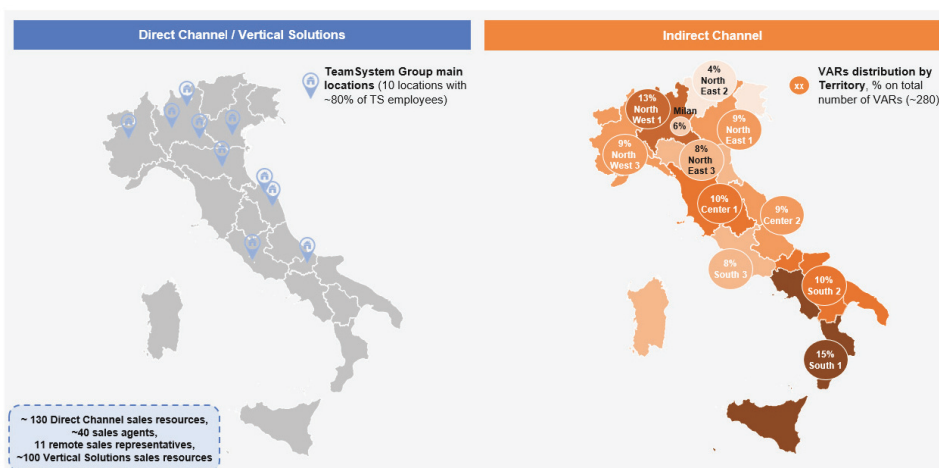 Direct Channel / Vertical Solutions
TeamSystem Group main
locations (10 locations with
~80% of TS employees)
~ 130 Direct Channel sales resources,
~40 sales agents,
11 remote sales representatives,
~100 Vertical Solutions sales resources
Indirect Channel
xx
VARs distribution by
Territory, % on total
number of VARs (~280)
4%
North
East 2
13%
North
West 1
Milan
6%
9%
North
East 1
9%
North
West 3
8%
North
East 3
10%
Center 1
9%
Center 2
8%
South 3
10%
South 2
15%
South 1